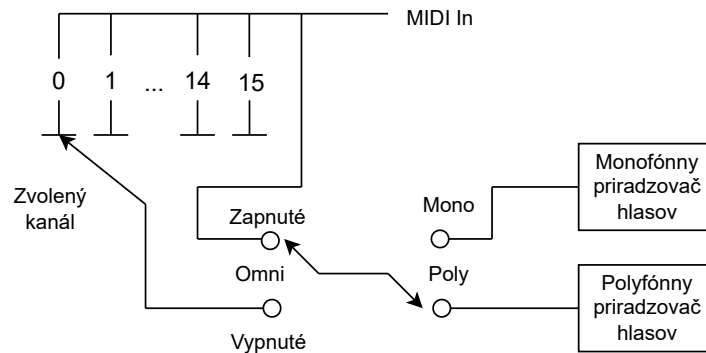 MIDI In
0 1 ... 14 15
Zvolený
kanál
Zapnuté
Omni
Vypnuté
Mono
Poly
Monofónny
priradzovač
hlasov
Polyfónny
priradzovač
hlasov